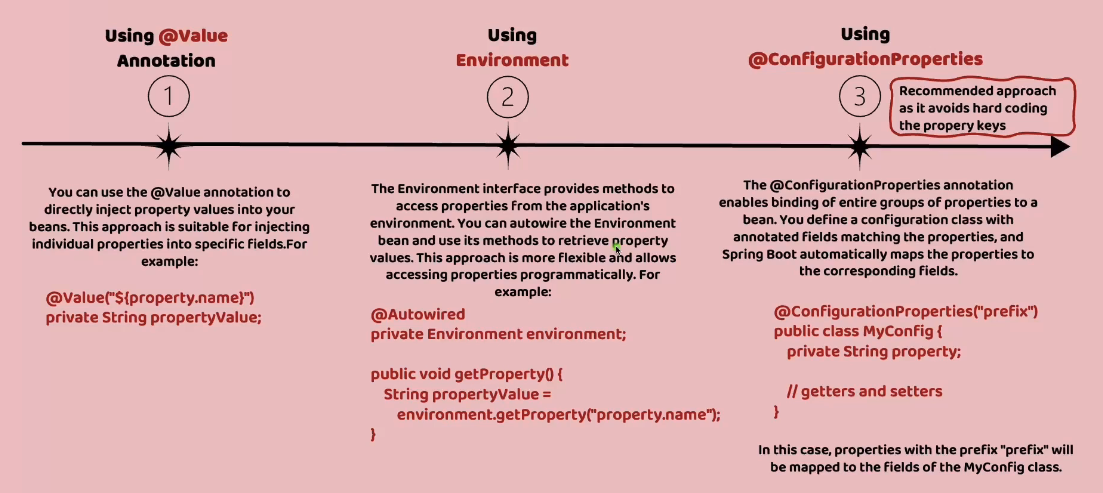 Using @Value
Annotation
1
You can use the @Value annotation to
directly inject property values into your
beans. This approach is suitable for injecting
individual properties into specific fields.For
example:
@Value("${property.name}")
private String propertyValue;
Using
Environment
2
The Environment interface provides methods to
access properties from the application's
environment. You can autowire the Environment
bean and use its methods to retrieve property
values. This approach is more flexible and allows
accessing properties programmatically. For
example:
@Autowired
private Environment environment;
public void getProperty() {
String propertyValue =
environment.getProperty("property.name");
}
Using
@ConfigurationProperties
3
Recommended approach
as it avoids hard coding
the propery keys
The @ConfigurationProperties annotation
enables binding of entire groups of properties to a
bean. You define a configuration class with
annotated fields matching the properties, and
Spring Boot automatically maps the properties to
the corresponding fields.
@ConfigurationProperties("prefix")
public class MyConfig {
private String property;
// getters and setters
}
In this case, properties with the prefix "prefix" will
be mapped to the fields of the MyConfig class.